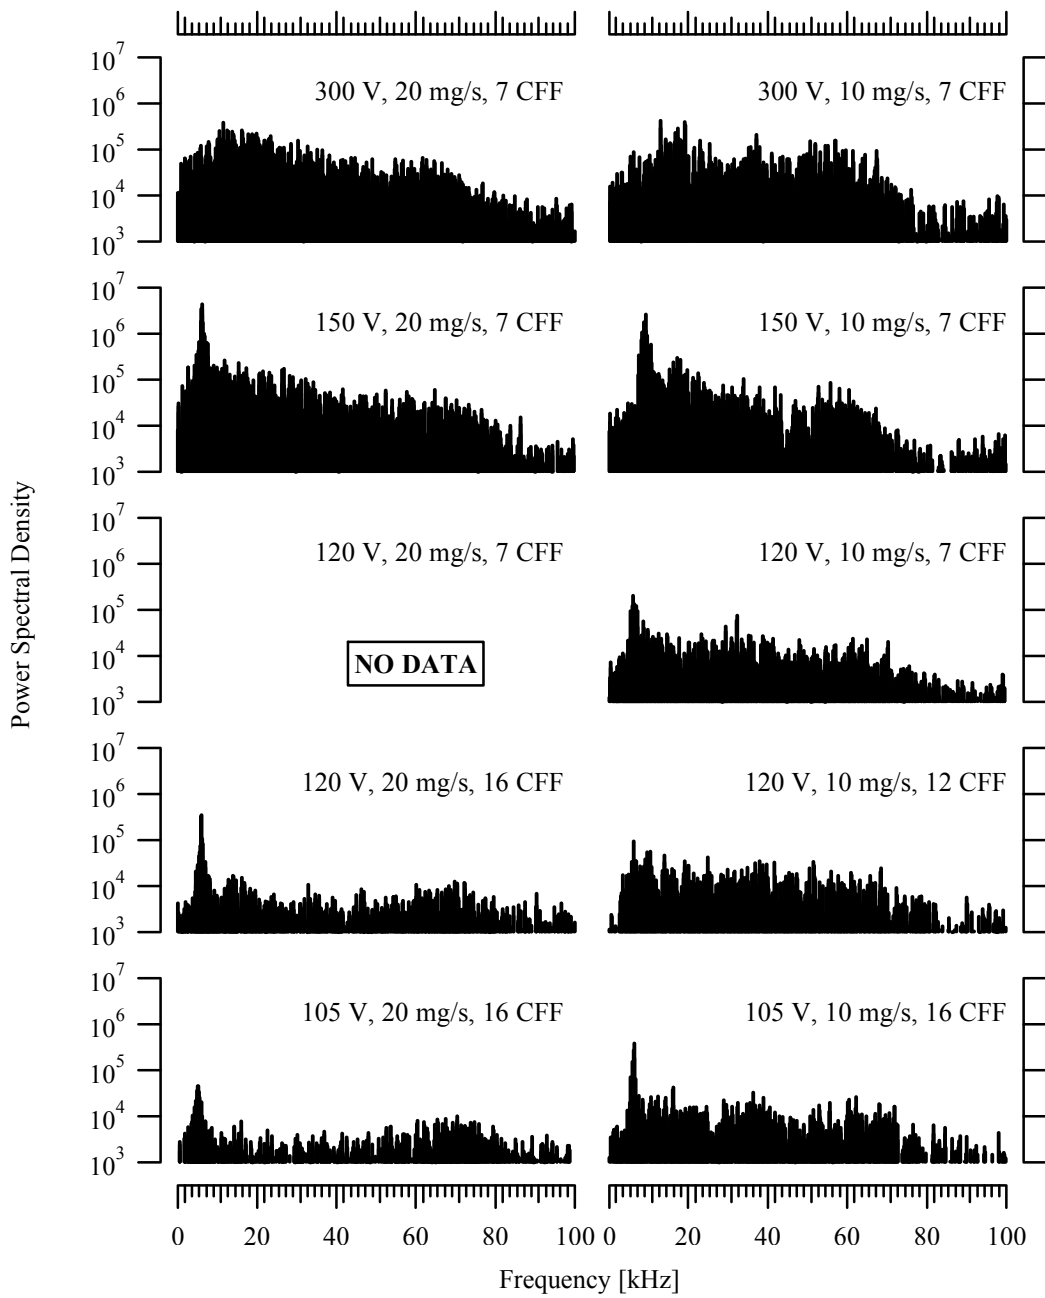 10^7
10^6
10^5
10^4
10^3
300 V, 20 mg/s, 7 CFF
300 V, 10 mg/s, 7 CFF
10^7
10^6
10^5
10^4
10^3
150 V, 20 mg/s, 7 CFF
150 V, 10 mg/s, 7 CFF
10^7
10^6
10^5
10^4
10^3
120 V, 20 mg/s, 7 CFF
NO DATA
120 V, 10 mg/s, 7 CFF
10^7
10^6
10^5
10^4
10^3
120 V, 20 mg/s, 16 CFF
120 V, 10 mg/s, 12 CFF
10^7
10^6
10^5
10^4
10^3
105 V, 20 mg/s, 16 CFF
105 V, 10 mg/s, 16 CFF
Power Spectral Density
0 20 40 60 80 100 0 20 40 60 80 100
Frequency [kHz]